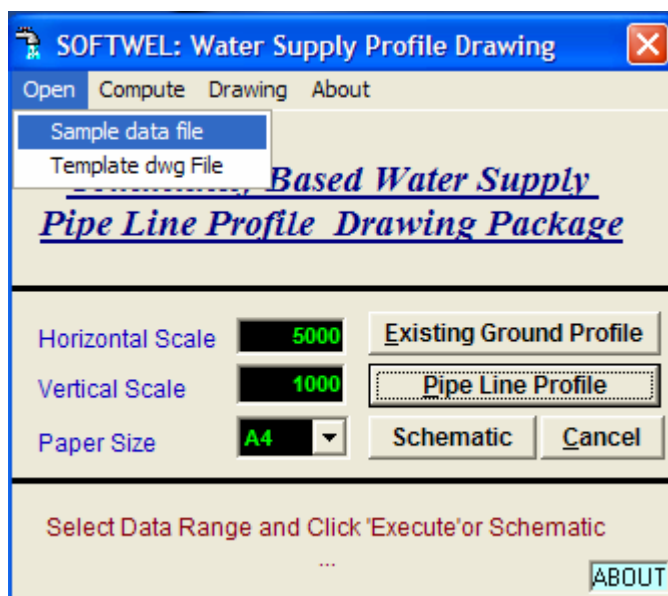 SOFTWEL: Water Supply Profile Drawing
Open Compute Drawing About
Sample data file
Template dwg File
Based Water Supply
Pipe Line Profile Drawing Package
Horizontal Scale 5000 Existing Ground Profile
Vertical Scale 1000 Pipe Line Profile
Paper Size A4 Schematic Cancel
Select Data Range and Click 'Execute'or Schematic
...
ABOUT